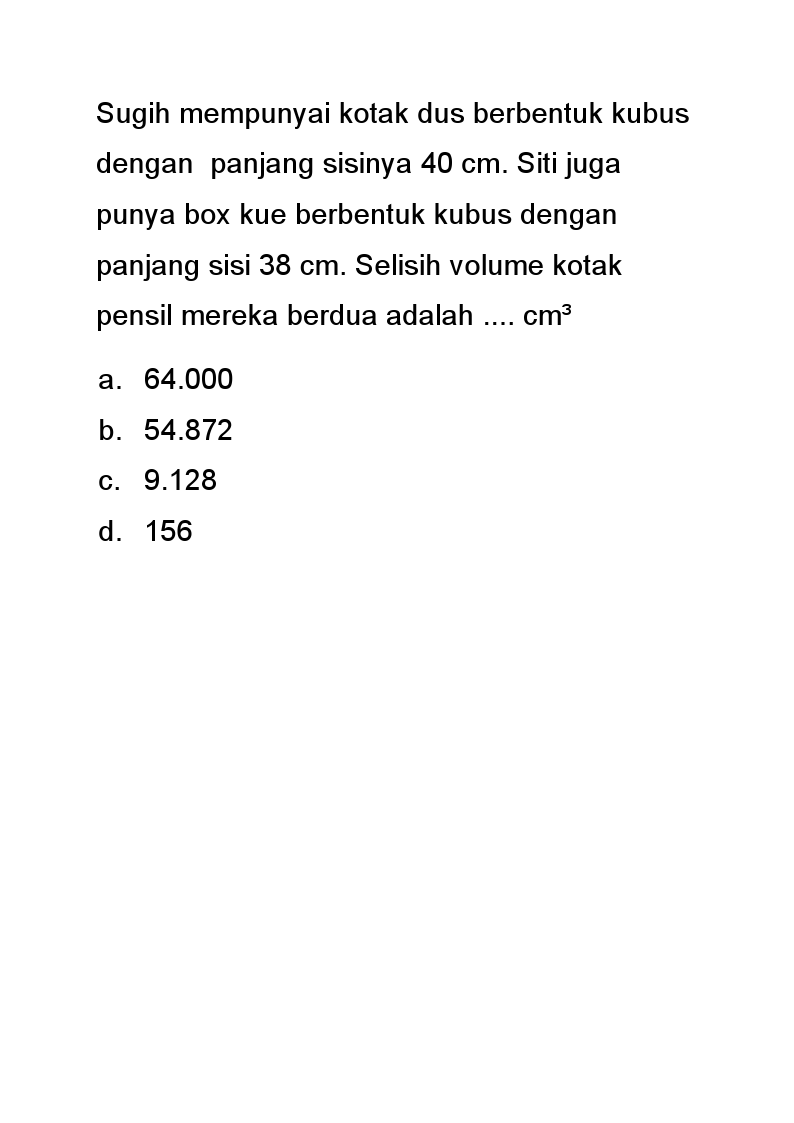 Sugih mempunyai kotak dus berbentuk kubus
dengan  panjang sisinya 40 cm. Siti juga
punya box kue berbentuk kubus dengan
panjang sisi 38 cm. Selisih volume kotak
pensil mereka berdua adalah .... cm³
a. 64.000
b. 54.872
c. 9.128
d. 156